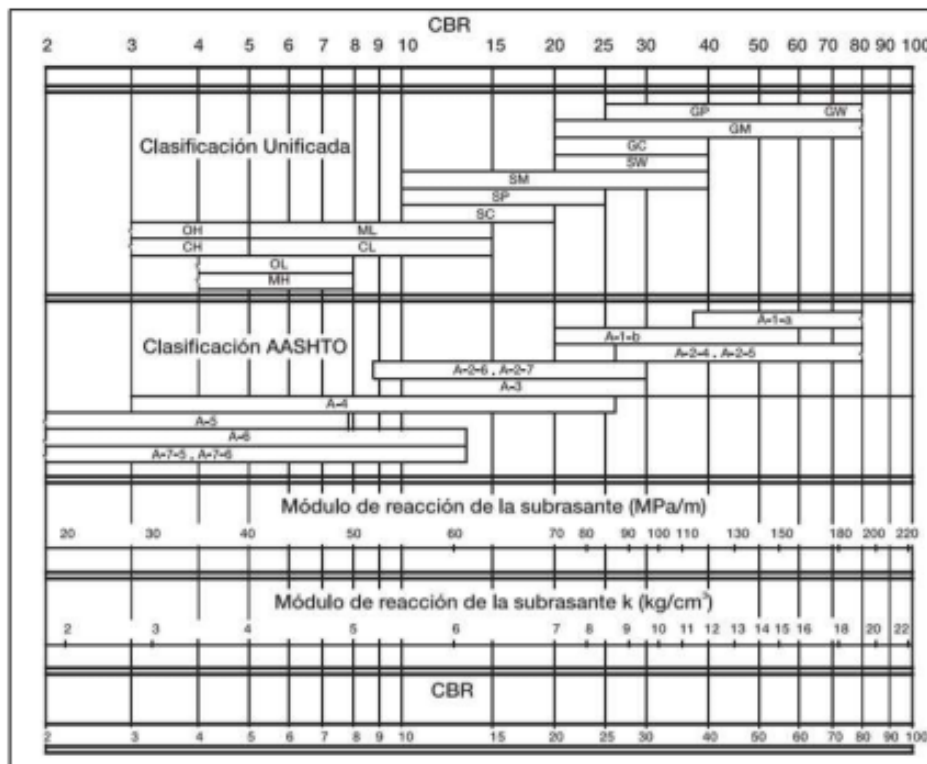 CBR
2 3 4 5 6 7 8 9 10 15 20 25 30 40 50 60 70 80 90 100
GP GW
GM
Clasificación Unificada
GC
SW
SM
SP
SC
OH ML
CH CL
OL
MH
A-1-a
A-1-b
Clasificación AASHTO
A-2-4 , A-2-5
A-2-6 , A-2-7
A-3
A-4
A-5
A-6
A-7-5 , A-7-6
Módulo de reacción de la subrasante (MPa/m)
20 30 40 50 60 70 80 90 100 110 130 150 180 200 220
Módulo de reacción de la subrasante k (kg/cm³)
2 3 4 5 6 7 8 9 10 11 12 13 14 15 16 18 20 22
CBR
2 3 4 5 6 7 8 9 10 15 20 25 30 40 50 60 70 80 90 100